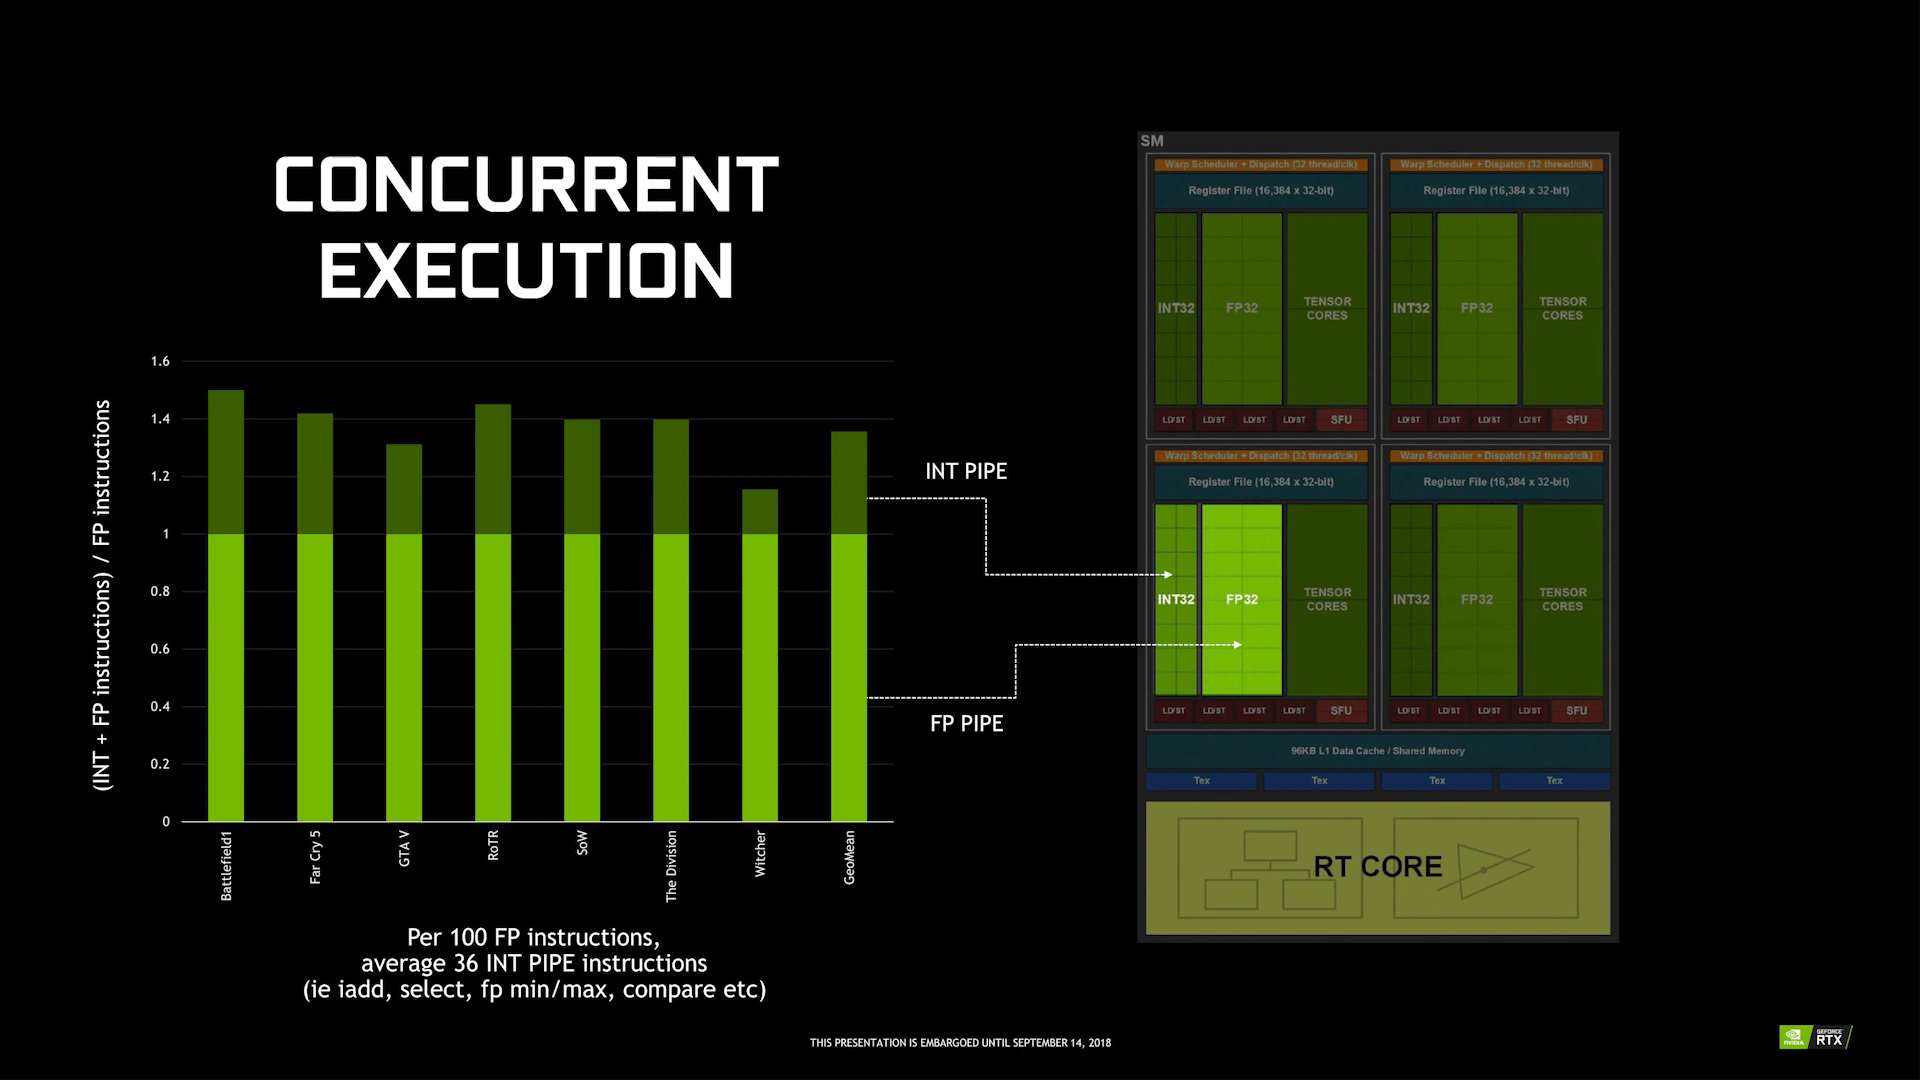 CONCURRENT
EXECUTION
(INT + FP instructions) / FP instructions
1.6
1.4
1.2
1
0.8
0.6
0.4
0.2
0
Battlefield1
Far Cry 5
GTA V
RoTR
SoW
The Division
Witcher
GeoMean
INT PIPE
FP PIPE
Per 100 FP instructions,
average 36 INT PIPE instructions
(ie iadd, select, fp min/max, compare etc)
SM
Warp Scheduler + Dispatch (32 thread/clk)
Register File (16,384 x 32-bit)
INT32
FP32
TENSOR
CORES
LD/ST LD/ST LD/ST LD/ST SFU
Warp Scheduler + Dispatch (32 thread/clk)
Register File (16,384 x 32-bit)
INT32
FP32
TENSOR
CORES
LD/ST LD/ST LD/ST LD/ST SFU
Warp Scheduler + Dispatch (32 thread/clk)
Register File (16,384 x 32-bit)
INT32
FP32
TENSOR
CORES
LD/ST LD/ST LD/ST LD/ST SFU
Warp Scheduler + Dispatch (32 thread/clk)
Register File (16,384 x 32-bit)
INT32
FP32
TENSOR
CORES
LD/ST LD/ST LD/ST LD/ST SFU
96KB L1 Data Cache / Shared Memory
Tex Tex Tex Tex
RT CORE
THIS PRESENTATION IS EMBARGOED UNTIL SEPTEMBER 14, 2018
NVIDIA
GEFORCE
RTX